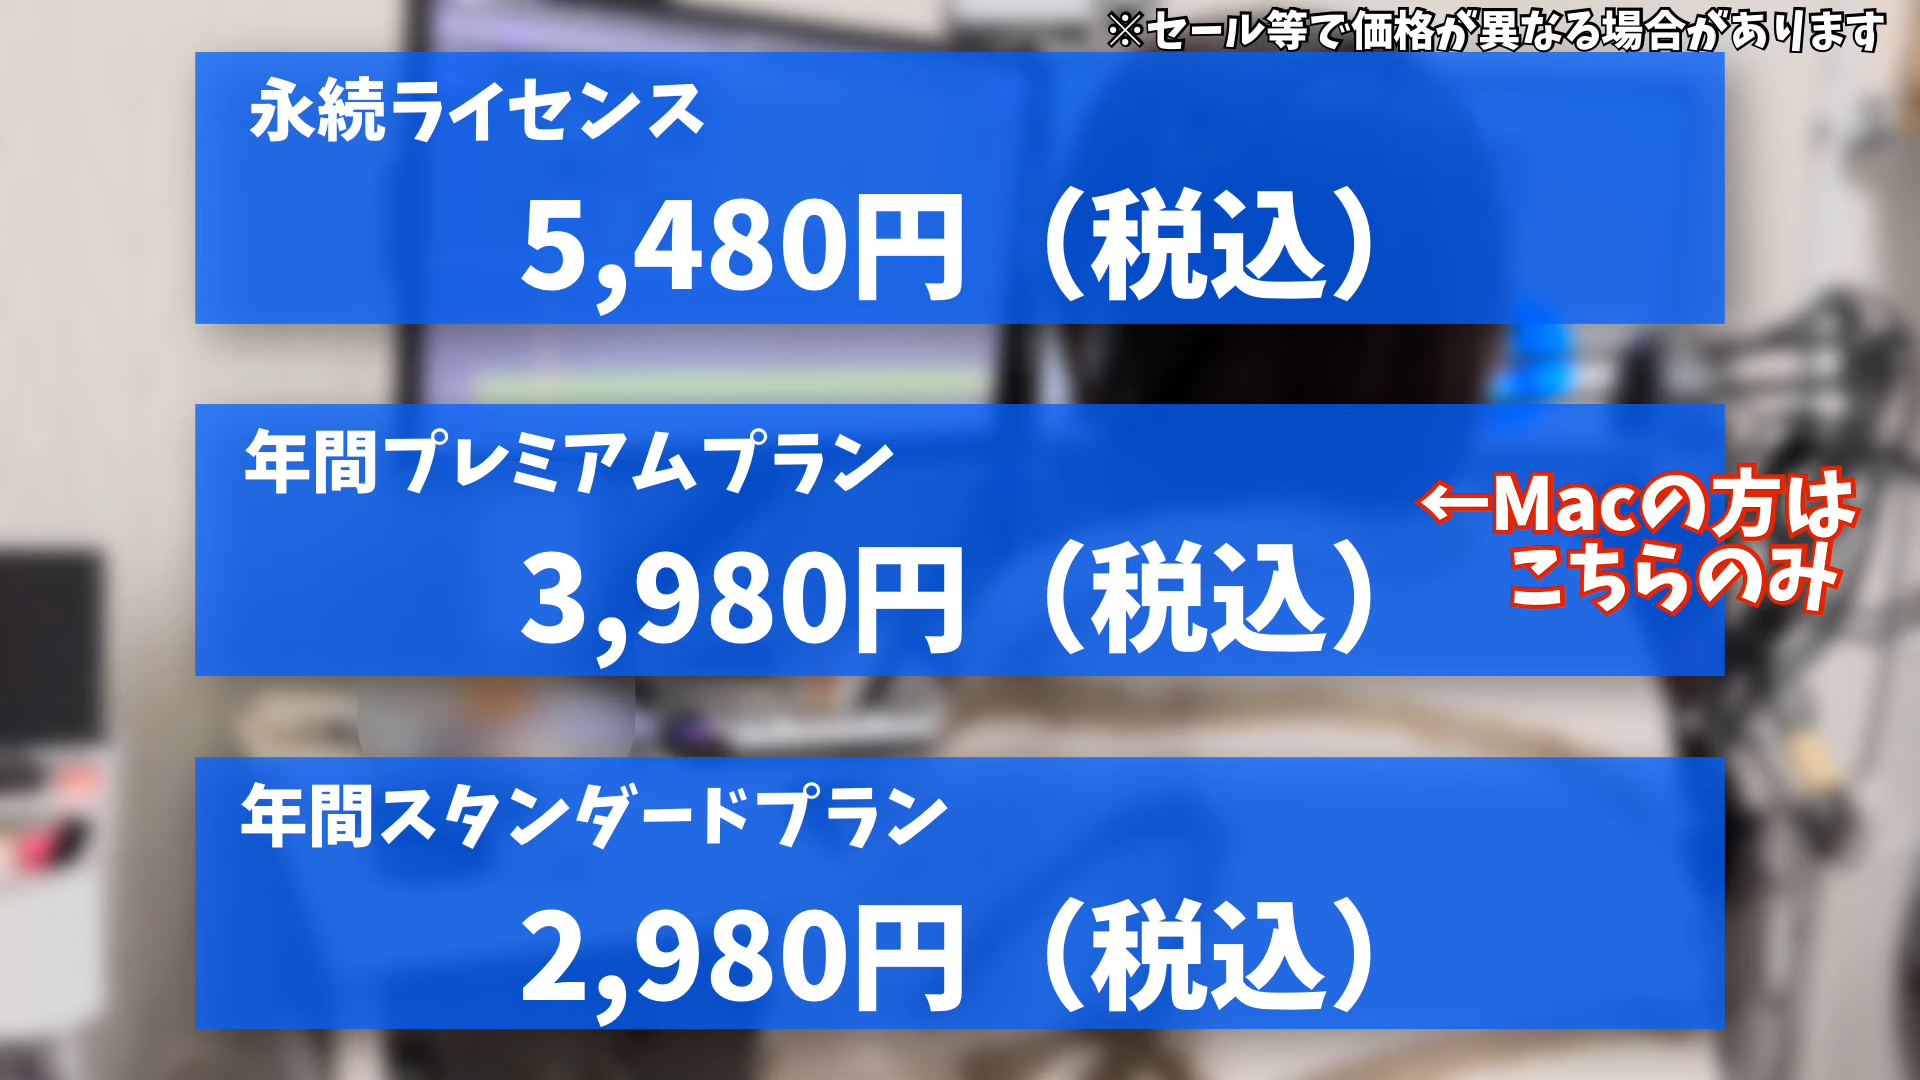 ※セール等で価格が異なる場合があります
永続ライセンス
5,480円（税込）
年間プレミアムプラン
3,980円（税込）
←Macの方は
こちらのみ
年間スタンダードプラン
2,980円（税込）